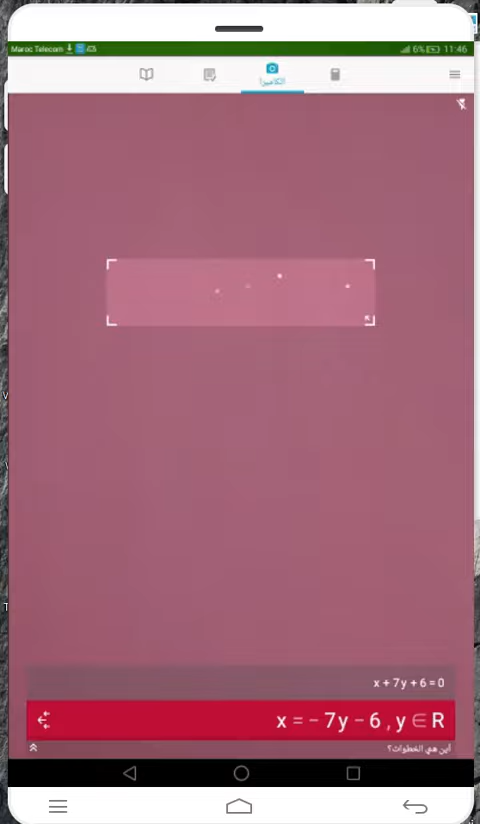 Maroc Telecom 6% 11:46
الكاميرا
x + 7y + 6 = 0
x = − 7y − 6 , y ∈ R
أين هي الخطوات؟